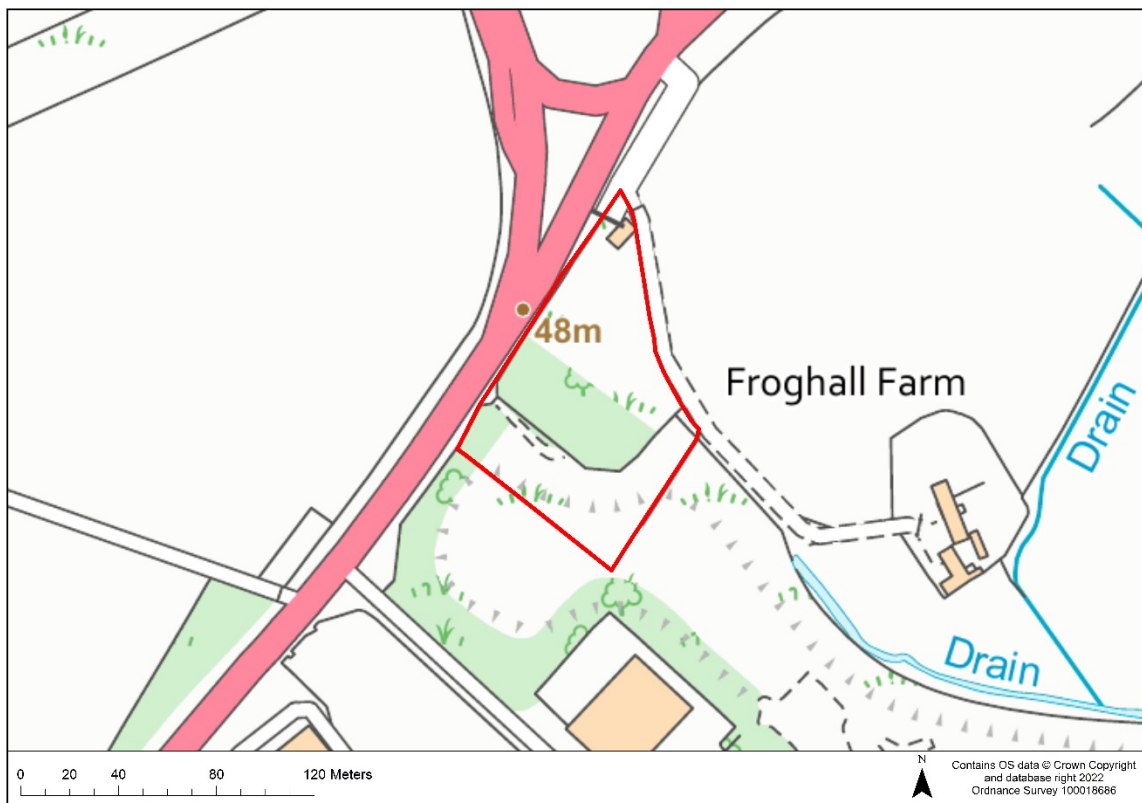 48m
Froghall Farm
Drain
Drain
0 20 40 80 120 Meters
N
Contains OS data © Crown Copyright
and database right 2022
Ordnance Survey 100018686